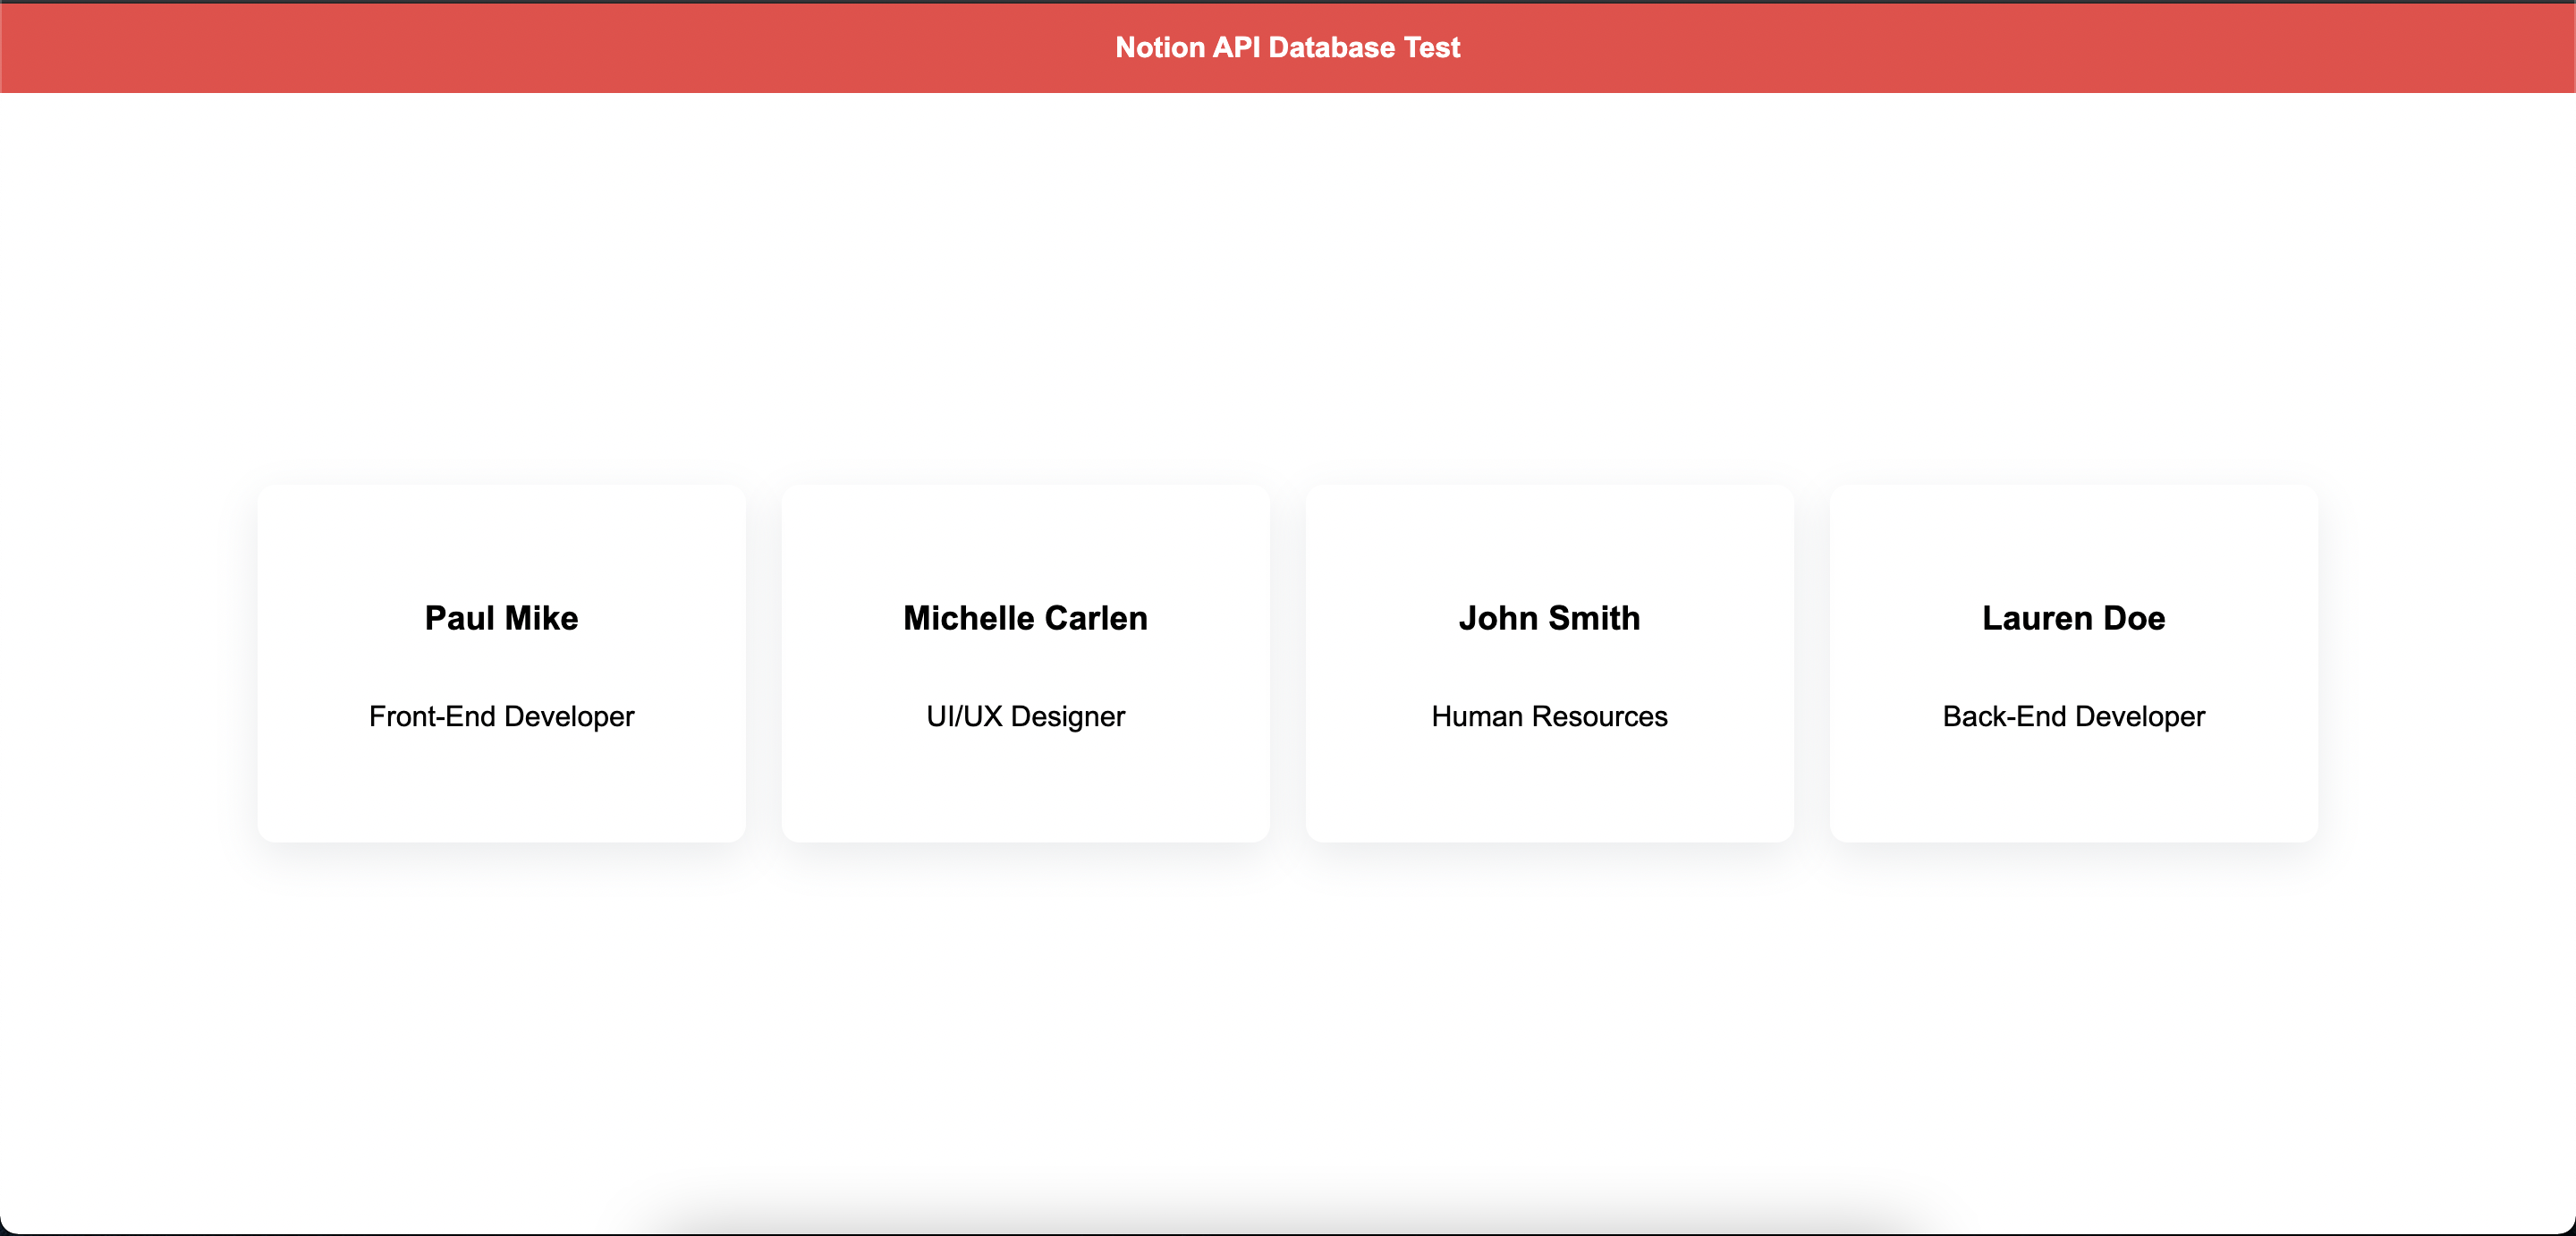 Notion API Database Test
Paul Mike
Front-End Developer
Michelle Carlen
UI/UX Designer
John Smith
Human Resources
Lauren Doe
Back-End Developer